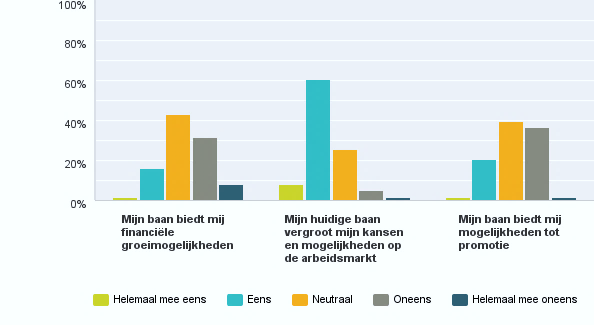 100%
80%
60%
40%
20%
0%
Mijn baan biedt mij
financiële
groeimogelijkheden
Mijn huidige baan
vergroot mijn kansen
en mogelijkheden op
de arbeidsmarkt
Mijn baan biedt mij
mogelijkheden tot
promotie
Helemaal mee eens
Eens
Neutraal
Oneens
Helemaal mee oneens